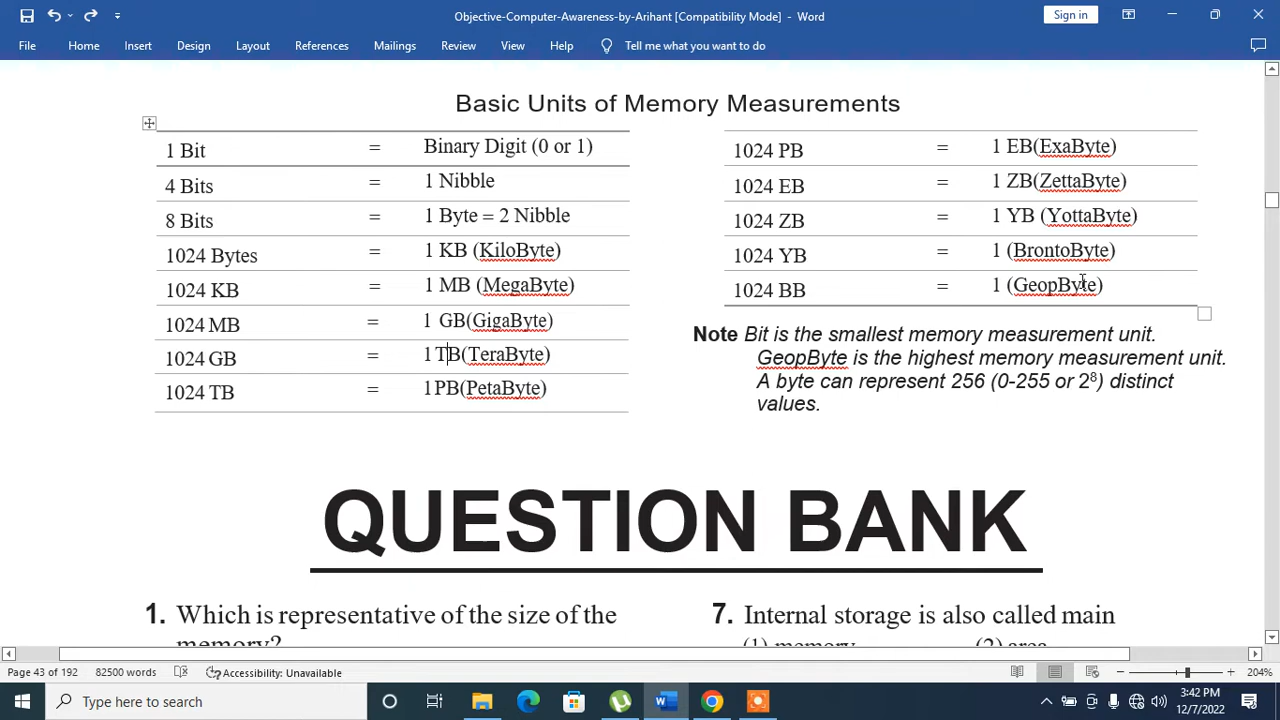 Objective-Computer-Awareness-by-Arihant [Compatibility Mode] - Word
Sign in
File Home Insert Design Layout References Mailings Review View Help Tell me what you want to do
Basic Units of Memory Measurements
1 Bit = Binary Digit (0 or 1)
4 Bits = 1 Nibble
8 Bits = 1 Byte = 2 Nibble
1024 Bytes = 1 KB (KiloByte)
1024 KB = 1 MB (MegaByte)
1024 MB = 1 GB(GigaByte)
1024 GB = 1TB(TeraByte)
1024 TB = 1PB(PetaByte)
1024 PB = 1 EB(ExaByte)
1024 EB = 1 ZB(ZettaByte)
1024 ZB = 1 YB (YottaByte)
1024 YB = 1 (BrontoByte)
1024 BB = 1 (GeopByte)
Note Bit is the smallest memory measurement unit.
GeopByte is the highest memory measurement unit.
A byte can represent 256 (0-255 or 2⁸) distinct
values.
QUESTION BANK
1. Which is representative of the size of the
memory?
7. Internal storage is also called main
(1) memory (2) area
Page 43 of 192 82500 words Accessibility: Unavailable 204%
Type here to search
3:42 PM
12/7/2022